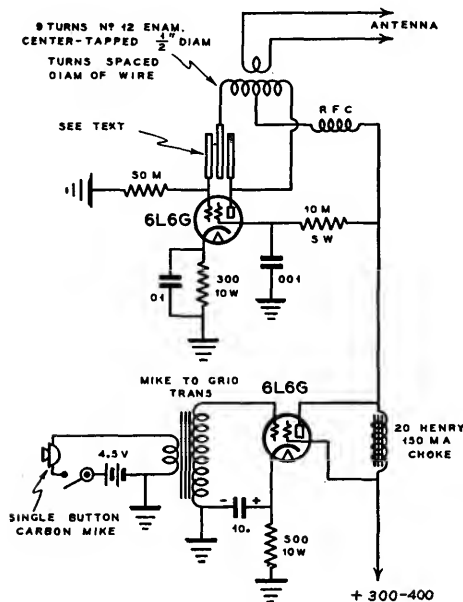 9 TURNS Nº 12 ENAM.
CENTER-TAPPED 1/2" DIAM
TURNS SPACED
DIAM OF WIRE
ANTENNA
RFC
SEE TEXT
50 M
6L6G
10 M
5 W
.01
300
10W
.001
MIKE TO GRID
TRANS
6L6G
20 HENRY
150 MA
CHOKE
4.5V
SINGLE BUTTON
CARBON MIKE
- +
10.
500
10W
+ 300-400